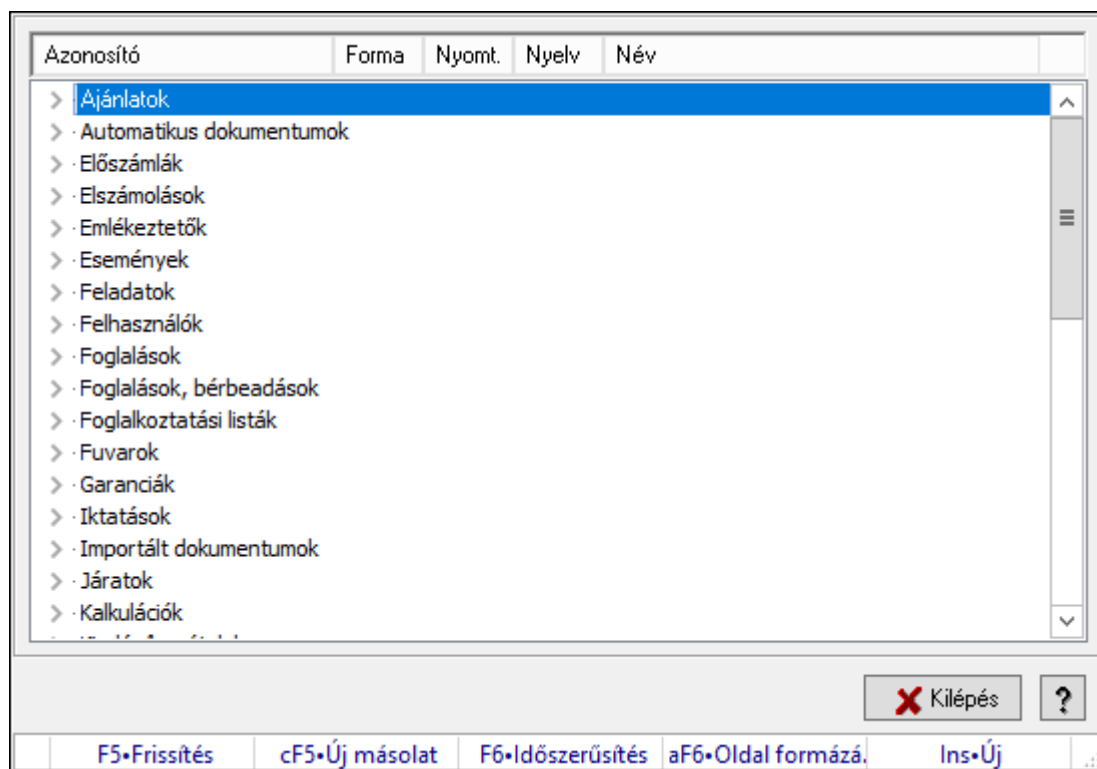 Azonosító Forma Nyomt. Nyelv Név
Ajánlatok
Automatikus dokumentumok
Előszámlák
Elszámolások
Emlékeztetők
Események
Feladatok
Felhasználók
Foglalások
Foglalások, bérbeadások
Foglalkoztatási listák
Fuvarok
Garanciák
Iktatások
Importált dokumentumok
Járatok
Kalkulációk
Kilépés ?
F5•Frissítés cF5•Új másolat F6•Időszerűsítés aF6•Oldal formázá. Ins•Új